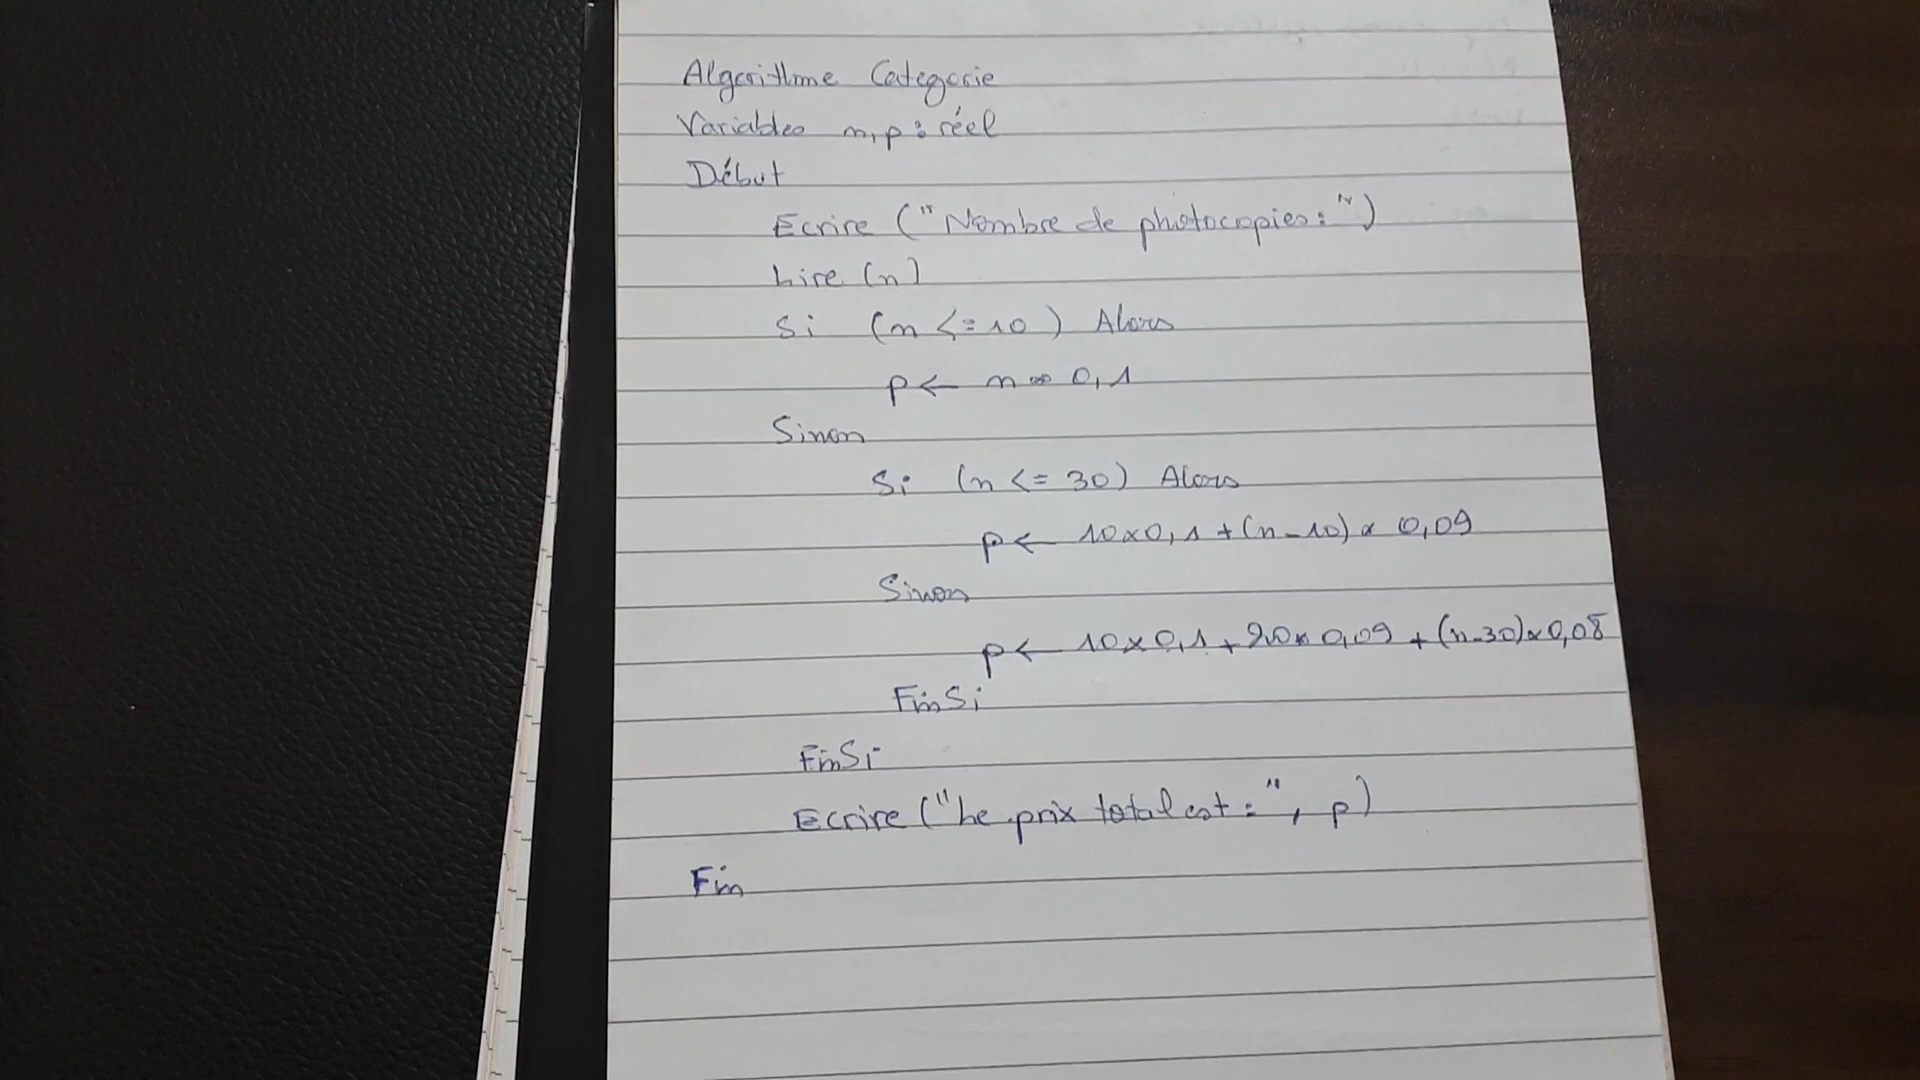 Algorithme Categorie
Variables n,p : réel
Début
Ecrire ("Nombre de photocopies:")
Lire (n)
Si (n <= 10) Alors
p ← n × 0,1
Sinon
Si (n <= 30) Alors
p ← 10 × 0,1 + (n - 10) × 0,09
Sinon
p ← 10 × 0,1 + 20 × 0,09 + (n-30) × 0,08
FinSi
FinSi
Ecrire ("Le prix total est : ", p)
Fin